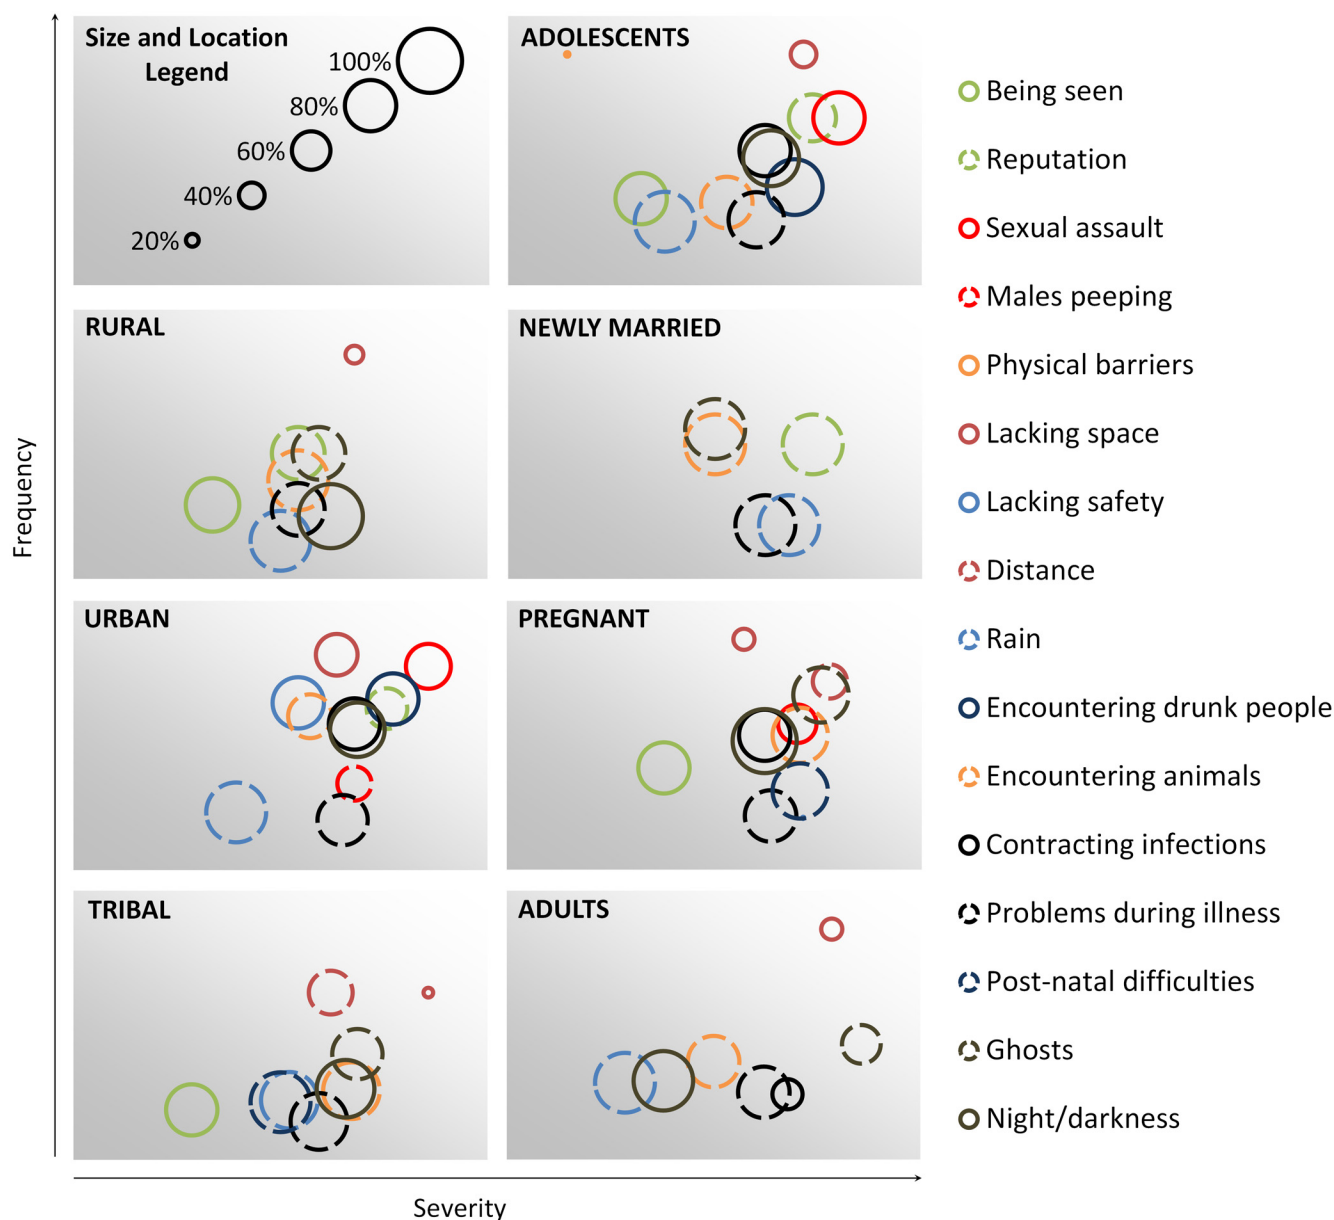 Size and Location
Legend
100%
80%
60%
40%
20%
ADOLESCENTS
RURAL
NEWLY MARRIED
URBAN
PREGNANT
TRIBAL
ADULTS
Frequency
Severity
Being seen
Reputation
Sexual assault
Males peeping
Physical barriers
Lacking space
Lacking safety
Distance
Rain
Encountering drunk people
Encountering animals
Contracting infections
Problems during illness
Post-natal difficulties
Ghosts
Night/darkness